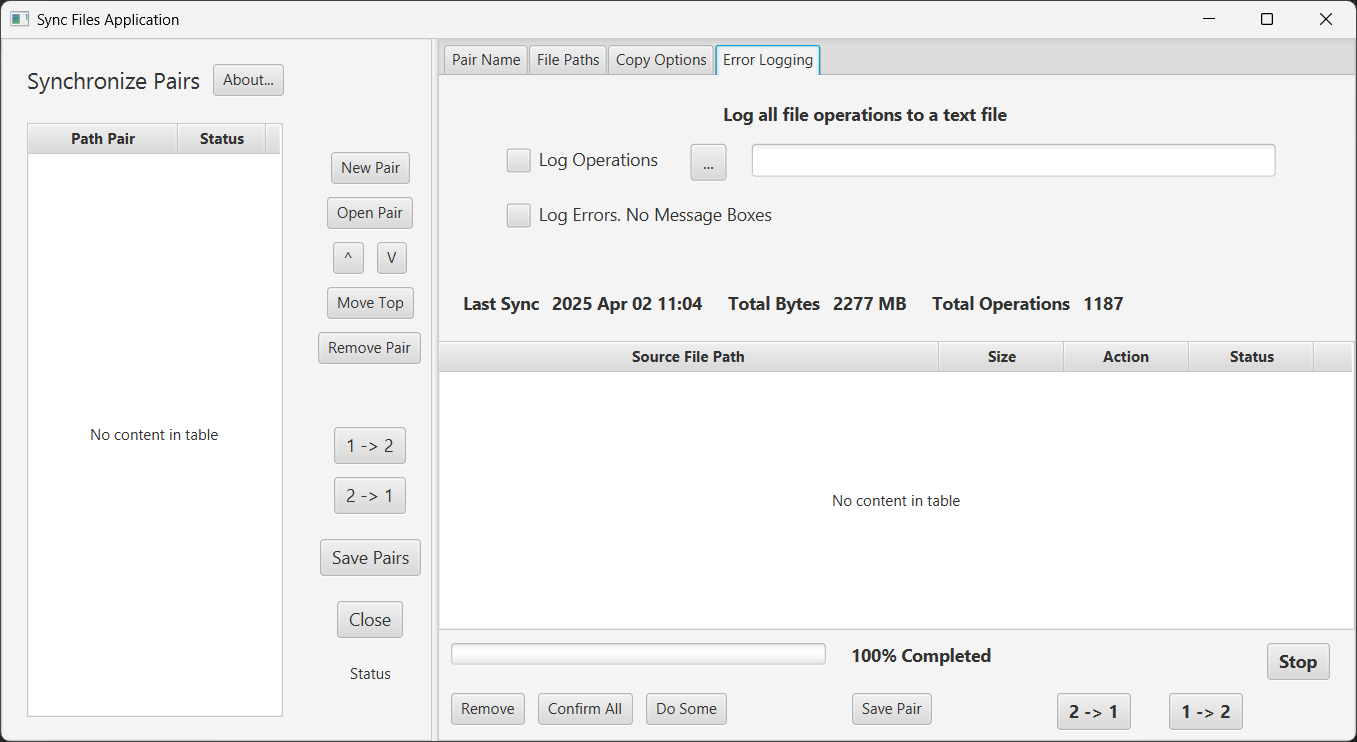 Sync Files Application
Synchronize Pairs About...
Path Pair Status
No content in table
New Pair
Open Pair
^ V
Move Top
Remove Pair
1 -> 2
2 -> 1
Save Pairs
Close
Status
Pair Name File Paths Copy Options Error Logging
Log all file operations to a text file
Log Operations ...
Log Errors. No Message Boxes
Last Sync 2025 Apr 02 11:04 Total Bytes 2277 MB Total Operations 1187
Source File Path Size Action Status
No content in table
100% Completed Stop
Remove Confirm All Do Some Save Pair 2 -> 1 1 -> 2